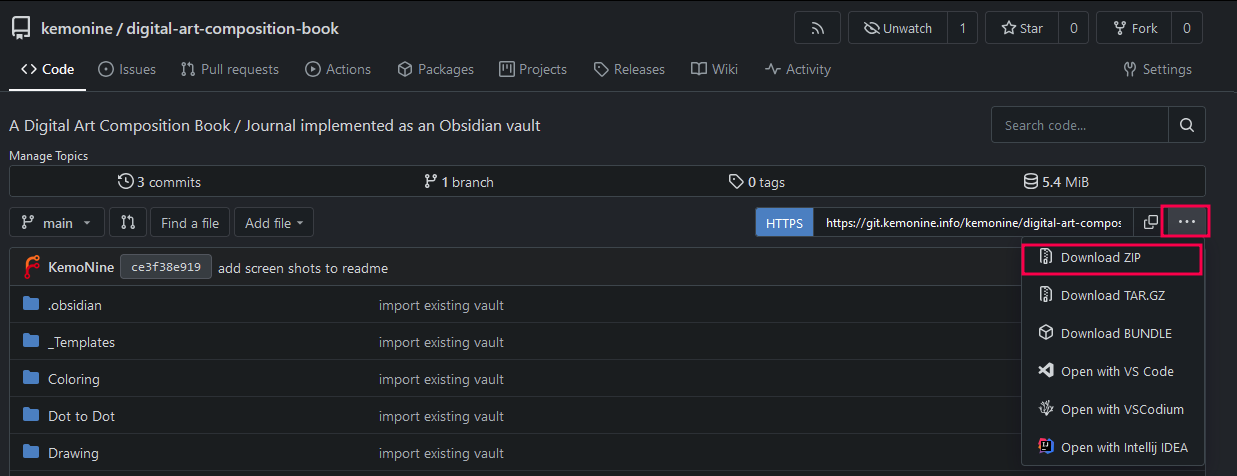 kemonine / digital-art-composition-book
Unwatch 1 Star 0 Fork 0
Code Issues Pull requests Actions Packages Projects Releases Wiki Activity Settings
A Digital Art Composition Book / Journal implemented as an Obsidian vault
Search code...
Manage Topics
3 commits 1 branch 0 tags 5.4 MiB
main Find a file Add file HTTPS https://git.kemonine.info/kemonine/digital-art-compos ...
KemoNine ce3f38e919 add screen shots to readme
Download ZIP
.obsidian import existing vault
Download TAR.GZ
_Templates import existing vault
Download BUNDLE
Coloring import existing vault
Open with VS Code
Dot to Dot import existing vault
Open with VSCodium
Drawing import existing vault
Open with Intellij IDEA